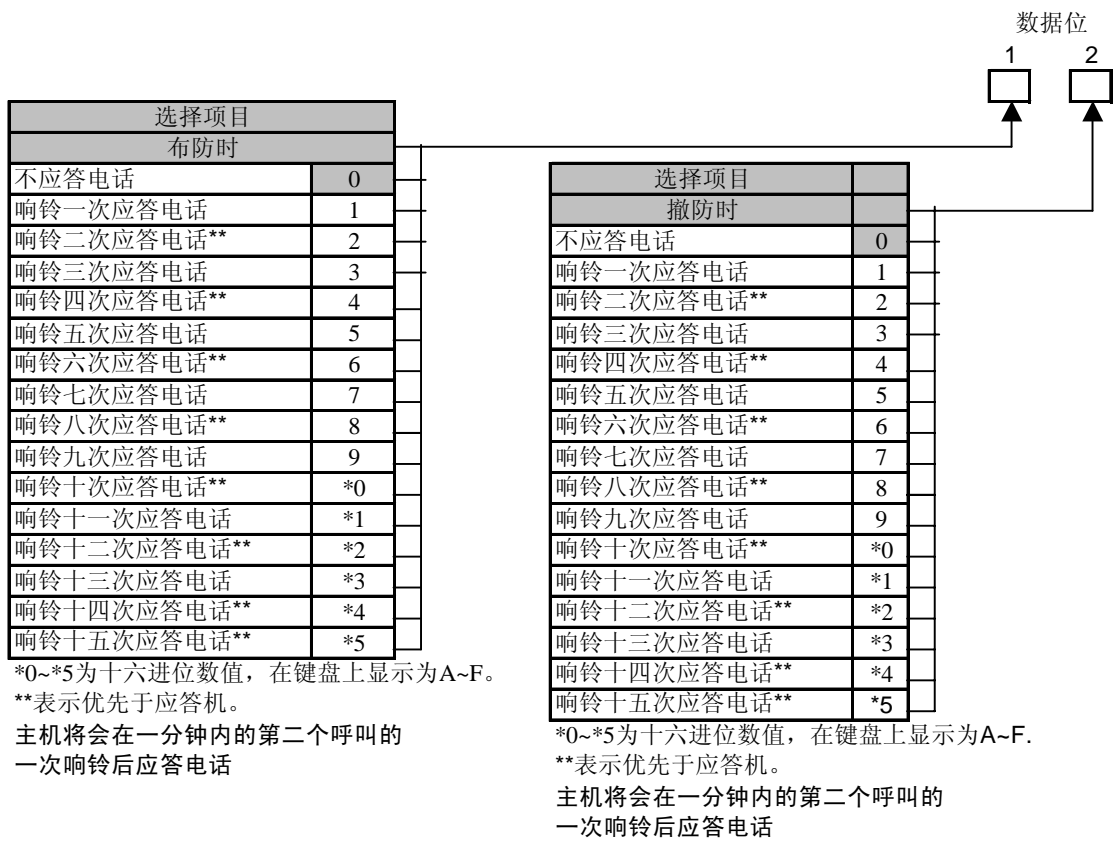 数据位
1 2
选择项目
布防时
不应答电话 0
响铃一次应答电话 1
响铃二次应答电话** 2
响铃三次应答电话 3
响铃四次应答电话** 4
响铃五次应答电话 5
响铃六次应答电话** 6
响铃七次应答电话 7
响铃八次应答电话** 8
响铃九次应答电话 9
响铃十次应答电话** *0
响铃十一次应答电话 *1
响铃十二次应答电话** *2
响铃十三次应答电话 *3
响铃十四次应答电话** *4
响铃十五次应答电话** *5
*0~*5为十六进位数值，在键盘上显示为A~F。
**表示优先于应答机。
主机将会在一分钟内的第二个呼叫的
一次响铃后应答电话
选择项目
撤防时
不应答电话 0
响铃一次应答电话 1
响铃二次应答电话** 2
响铃三次应答电话 3
响铃四次应答电话** 4
响铃五次应答电话 5
响铃六次应答电话** 6
响铃七次应答电话 7
响铃八次应答电话** 8
响铃九次应答电话 9
响铃十次应答电话** *0
响铃十一次应答电话 *1
响铃十二次应答电话** *2
响铃十三次应答电话 *3
响铃十四次应答电话** *4
响铃十五次应答电话** *5
*0~*5为十六进位数值，在键盘上显示为A~F.
**表示优先于应答机。
主机将会在一分钟内的第二个呼叫的
一次响铃后应答电话